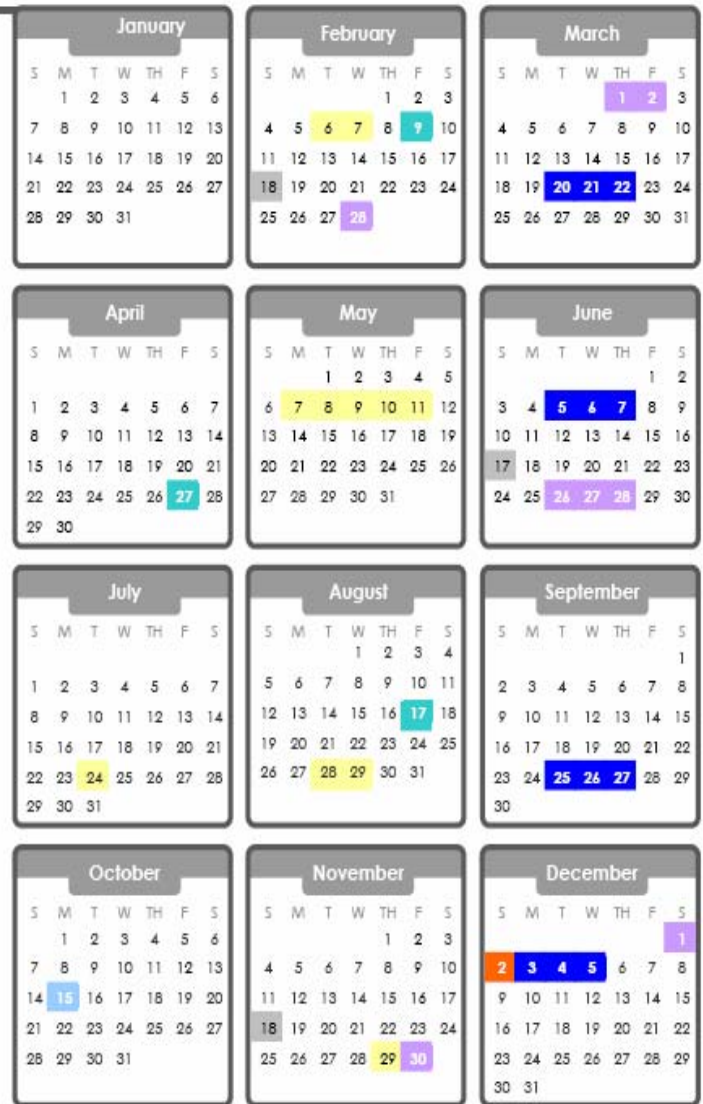 January
S M T W TH F S
1 2 3 4 5 6
7 8 9 10 11 12 13
14 15 16 17 18 19 20
21 22 23 24 25 26 27
28 29 30 31
February
S M T W TH F S
1 2 3
4 5 6 7 8 9 10
11 12 13 14 15 16 17
18 19 20 21 22 23 24
25 26 27 28
March
S M T W TH F S
1 2 3
4 5 6 7 8 9 10
11 12 13 14 15 16 17
18 19 20 21 22 23 24
25 26 27 28 29 30 31
April
S M T W TH F S
1 2 3 4 5 6 7
8 9 10 11 12 13 14
15 16 17 18 19 20 21
22 23 24 25 26 27 28
29 30
May
S M T W TH F S
1 2 3 4 5
6 7 8 9 10 11 12
13 14 15 16 17 18 19
20 21 22 23 24 25 26
27 28 29 30 31
June
S M T W TH F S
1 2
3 4 5 6 7 8 9
10 11 12 13 14 15 16
17 18 19 20 21 22 23
24 25 26 27 28 29 30
July
S M T W TH F S
1 2 3 4 5 6 7
8 9 10 11 12 13 14
15 16 17 18 19 20 21
22 23 24 25 26 27 28
29 30 31
August
S M T W TH F S
1 2 3 4
5 6 7 8 9 10 11
12 13 14 15 16 17 18
19 20 21 22 23 24 25
26 27 28 29 30 31
September
S M T W TH F S
1
2 3 4 5 6 7 8
9 10 11 12 13 14 15
16 17 18 19 20 21 22
23 24 25 26 27 28 29
30
October
S M T W TH F S
1 2 3 4 5 6
7 8 9 10 11 12 13
14 15 16 17 18 19 20
21 22 23 24 25 26 27
28 29 30 31
November
S M T W TH F S
1 2 3
4 5 6 7 8 9 10
11 12 13 14 15 16 17
18 19 20 21 22 23 24
25 26 27 28 29 30
December
S M T W TH F S
1
2 3 4 5 6 7 8
9 10 11 12 13 14 15
16 17 18 19 20 21 22
23 24 25 26 27 28 29
30 31